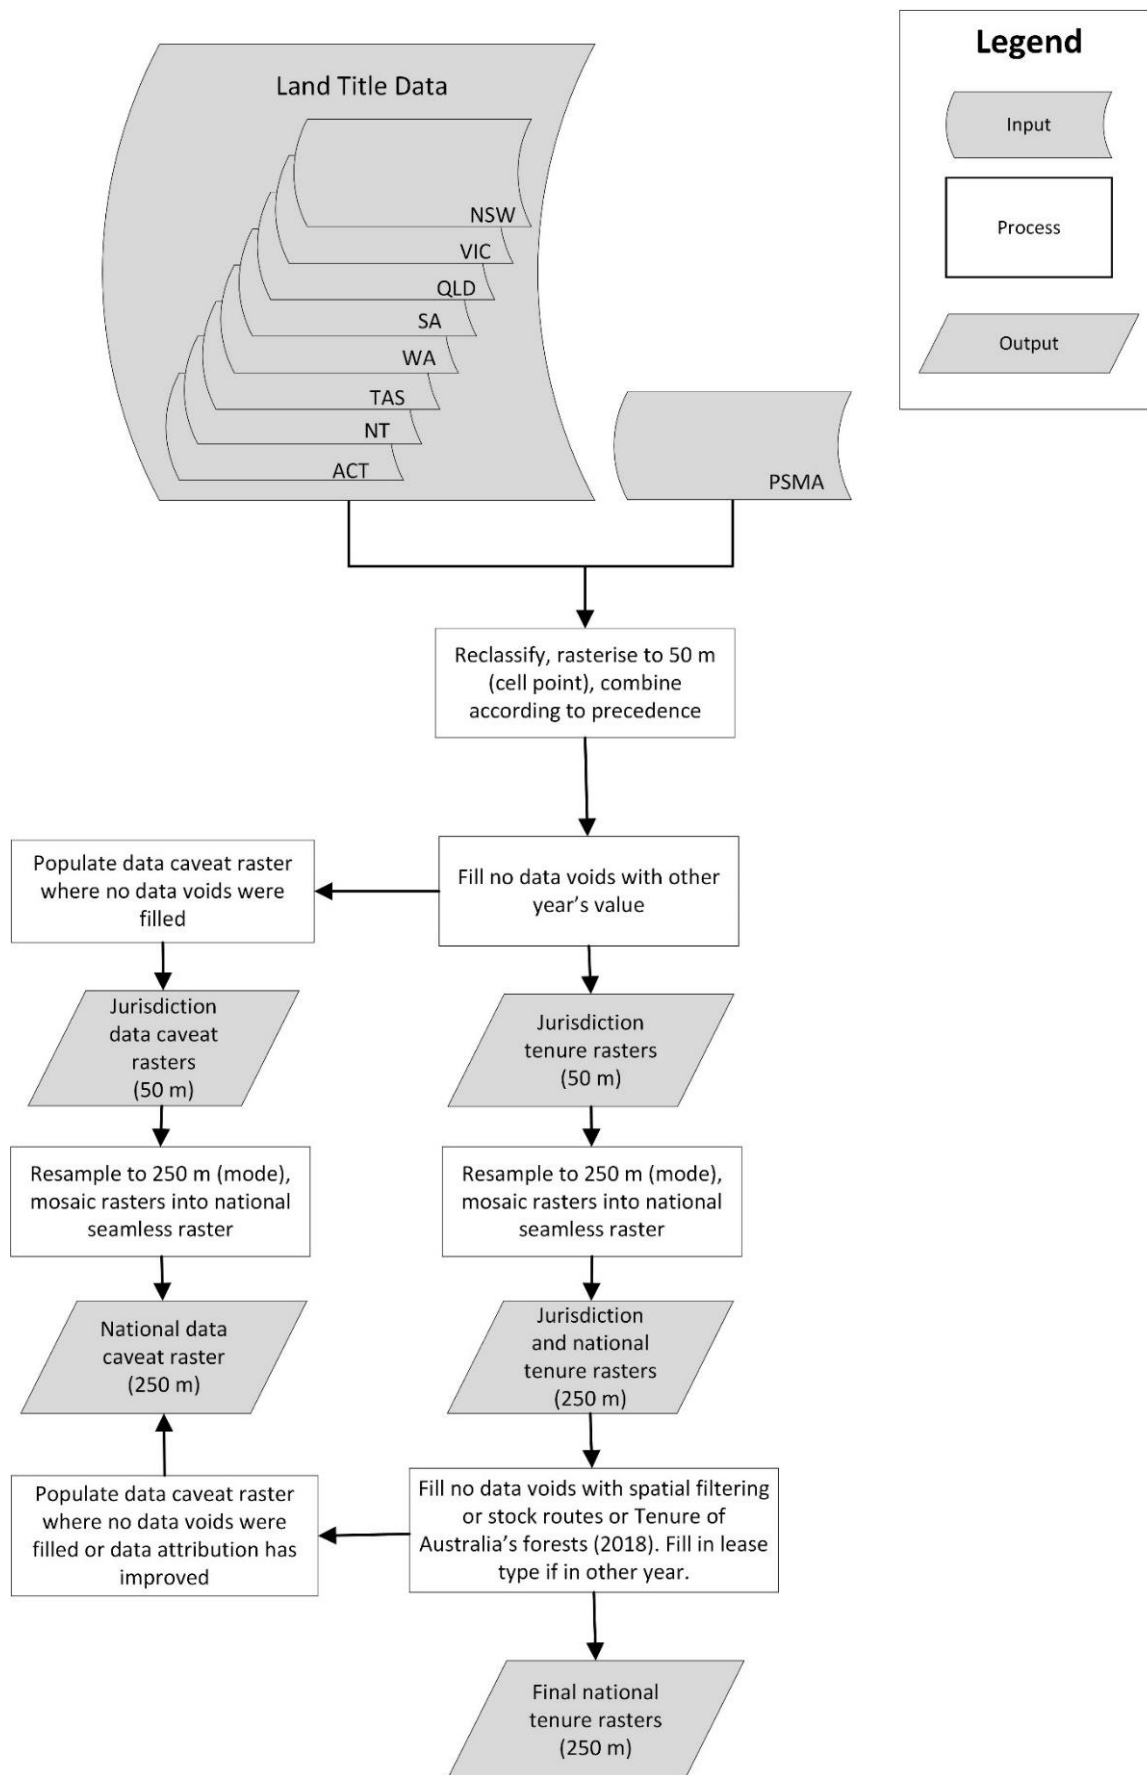 Legend
Input
Process
Output
Land Title Data
NSW
VIC
QLD
SA
WA
TAS
NT
ACT
PSMA
Reclassify, rasterise to 50 m
(cell point), combine
according to precedence
Populate data caveat raster
where no data voids were
filled
Fill no data voids with other
year’s value
Jurisdiction
data caveat
rasters
(50 m)
Jurisdiction
tenure rasters
(50 m)
Resample to 250 m (mode),
mosaic rasters into national
seamless raster
Resample to 250 m (mode),
mosaic rasters into national
seamless raster
National data
caveat raster
(250 m)
Jurisdiction
and national
tenure rasters
(250 m)
Populate data caveat raster
where no data voids were
filled or data attribution has
improved
Fill no data voids with spatial filtering
or stock routes or Tenure of
Australia’s forests (2018). Fill in lease
type if in other year.
Final national
tenure rasters
(250 m)